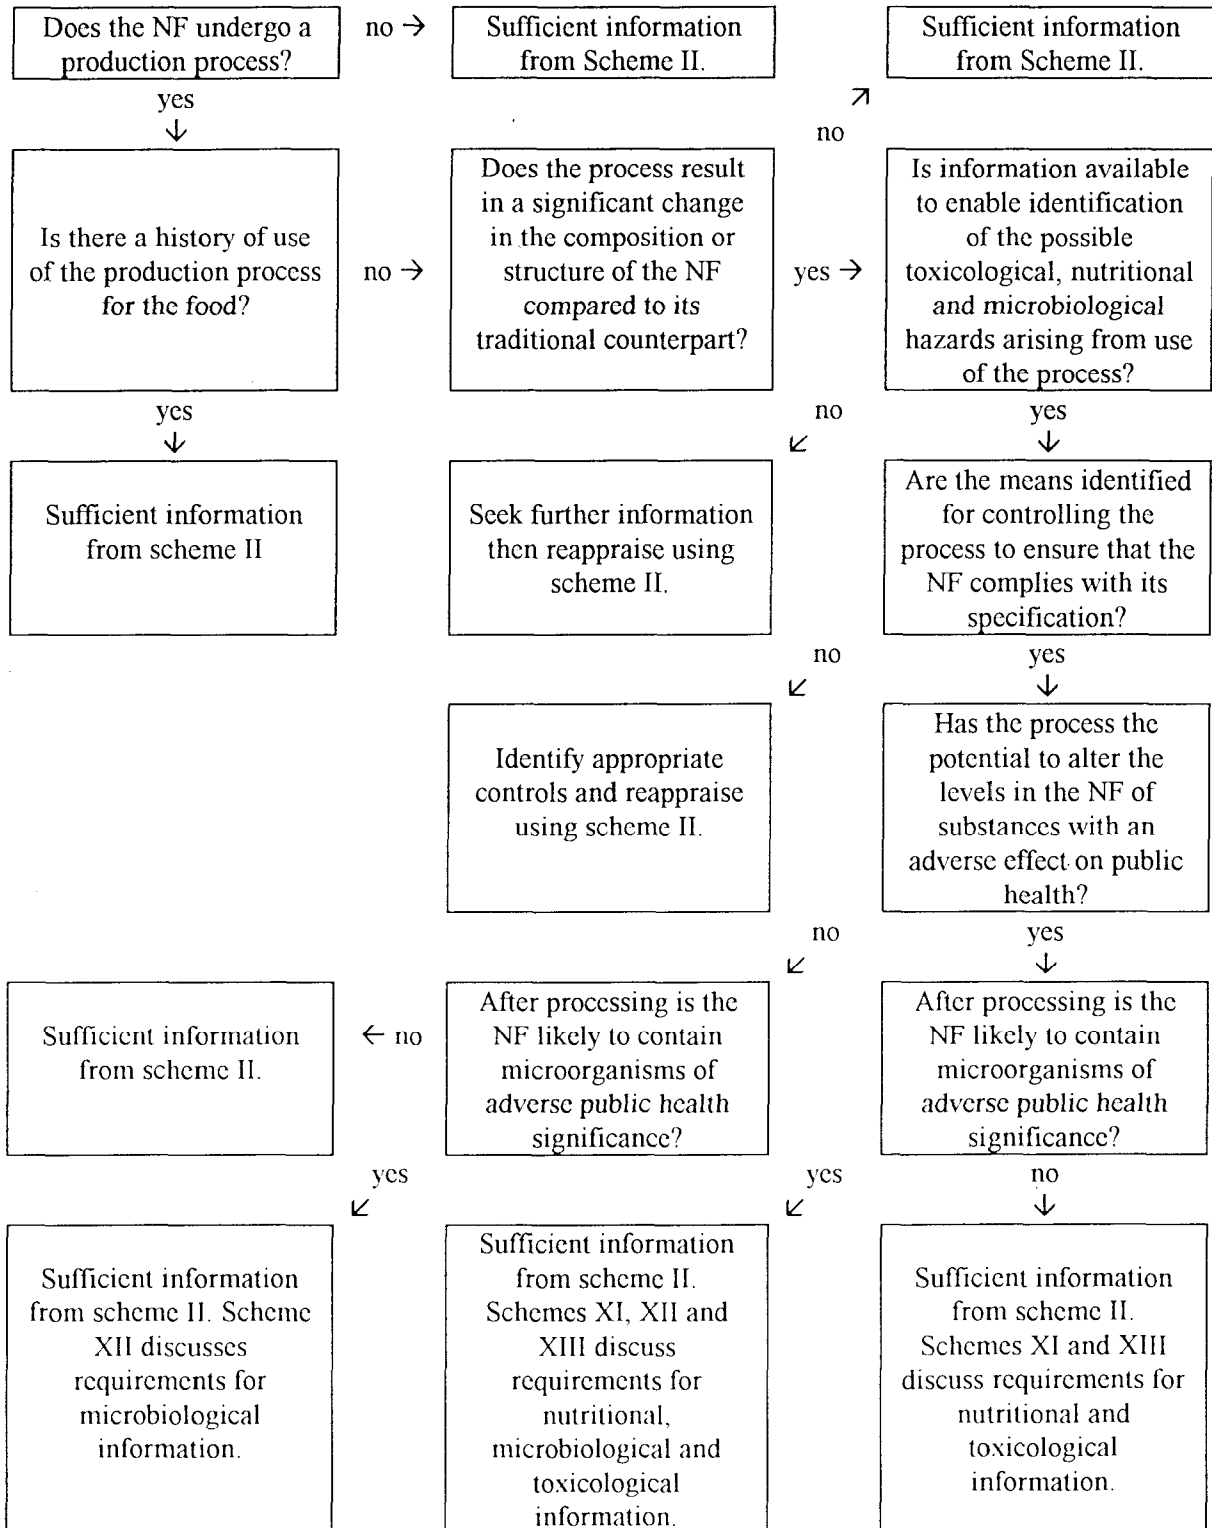 Does the NF undergo a
production process?
no →
Sufficient information
from Scheme II.
Sufficient information
from Scheme II.
yes
↓
↗
no
Is there a history of use
of the production process
for the food?
no →
Does the process result
in a significant change
in the composition or
structure of the NF
compared to its
traditional counterpart?
yes →
Is information available
to enable identification
of the possible
toxicological, nutritional
and microbiological
hazards arising from use
of the process?
yes
↓
no
↙
yes
↓
Sufficient information
from scheme II
Seek further information
then reappraise using
scheme II.
Are the means identified
for controlling the
process to ensure that the
NF complies with its
specification?
no
↙
yes
↓
Identify appropriate
controls and reappraise
using scheme II.
Has the process the
potential to alter the
levels in the NF of
substances with an
adverse effect on public
health?
no
↙
yes
↓
Sufficient information
from scheme II.
← no
After processing is the
NF likely to contain
microorganisms of
adverse public health
significance?
After processing is the
NF likely to contain
microorganisms of
adverse public health
significance?
yes
↙
yes
↙
no
↓
Sufficient information
from scheme II. Scheme
XII discusses
requirements for
microbiological
information.
Sufficient information
from scheme II.
Schemes XI, XII and
XIII discuss
requirements for
nutritional,
microbiological and
toxicological
information.
Sufficient information
from scheme II.
Schemes XI and XIII
discuss requirements for
nutritional and
toxicological
information.